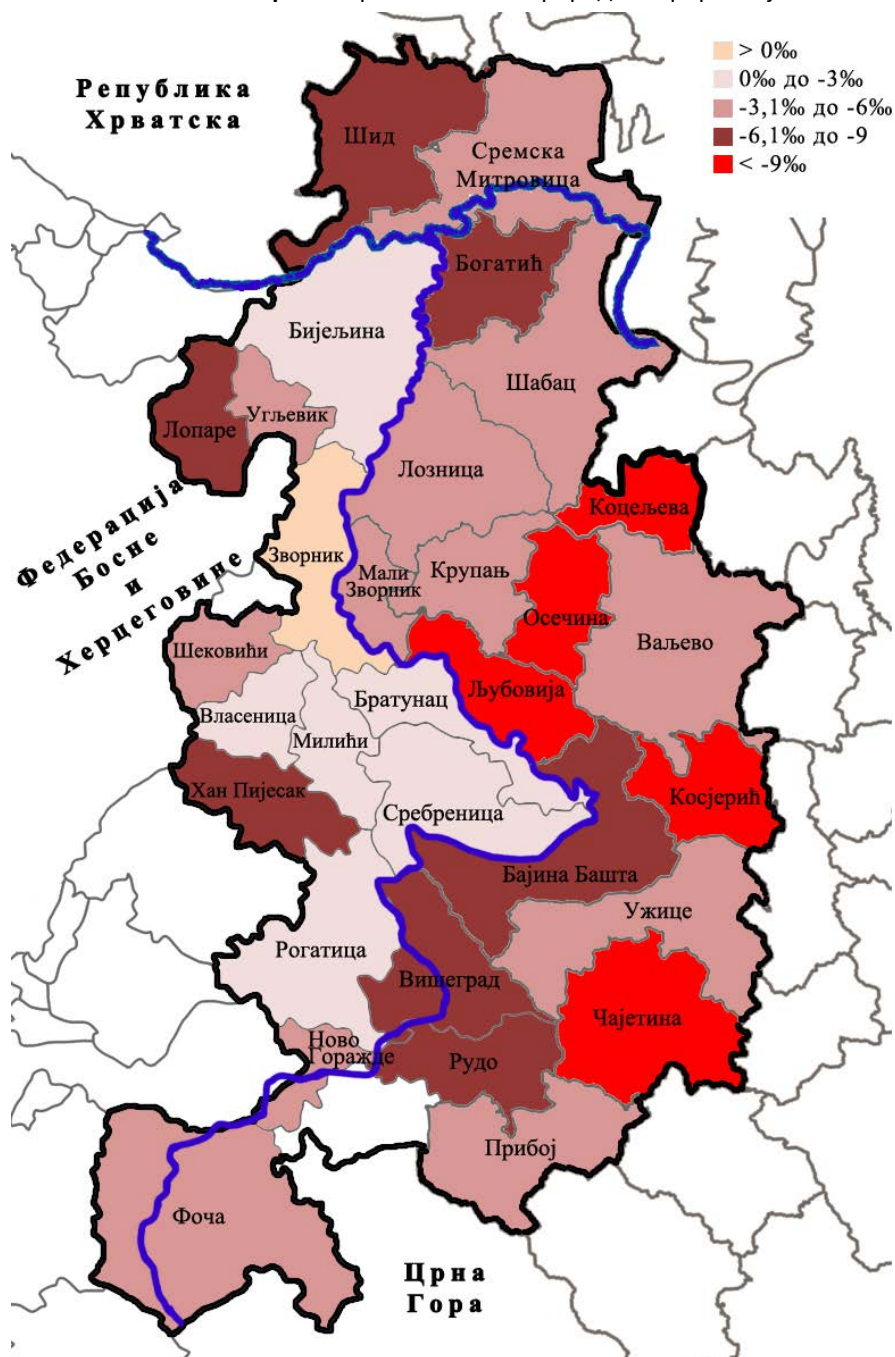 > 0‰
0‰ до -3‰
-3,1‰ до -6‰
-6,1‰ до -9
< -9‰
Република
Хрватска
Шид
Сремска
Митровица
Богатић
Бијељина
Шабац
Угљевик
Лопаре
Лозница
Коцељева
Федерација
Босне
и
Херцеговине
Зворник
Мали
Зворник
Крупањ
Осечина
Ваљево
Шековићи
Љубовија
Братунац
Власеница
Милићи
Хан Пијесак
Косјерић
Сребреница
Бајина Башта
Ужице
Рогатица
Вишеград
Чајетина
Ново
Горажде
Рудо
Прибој
Фоча
Црна
Гора